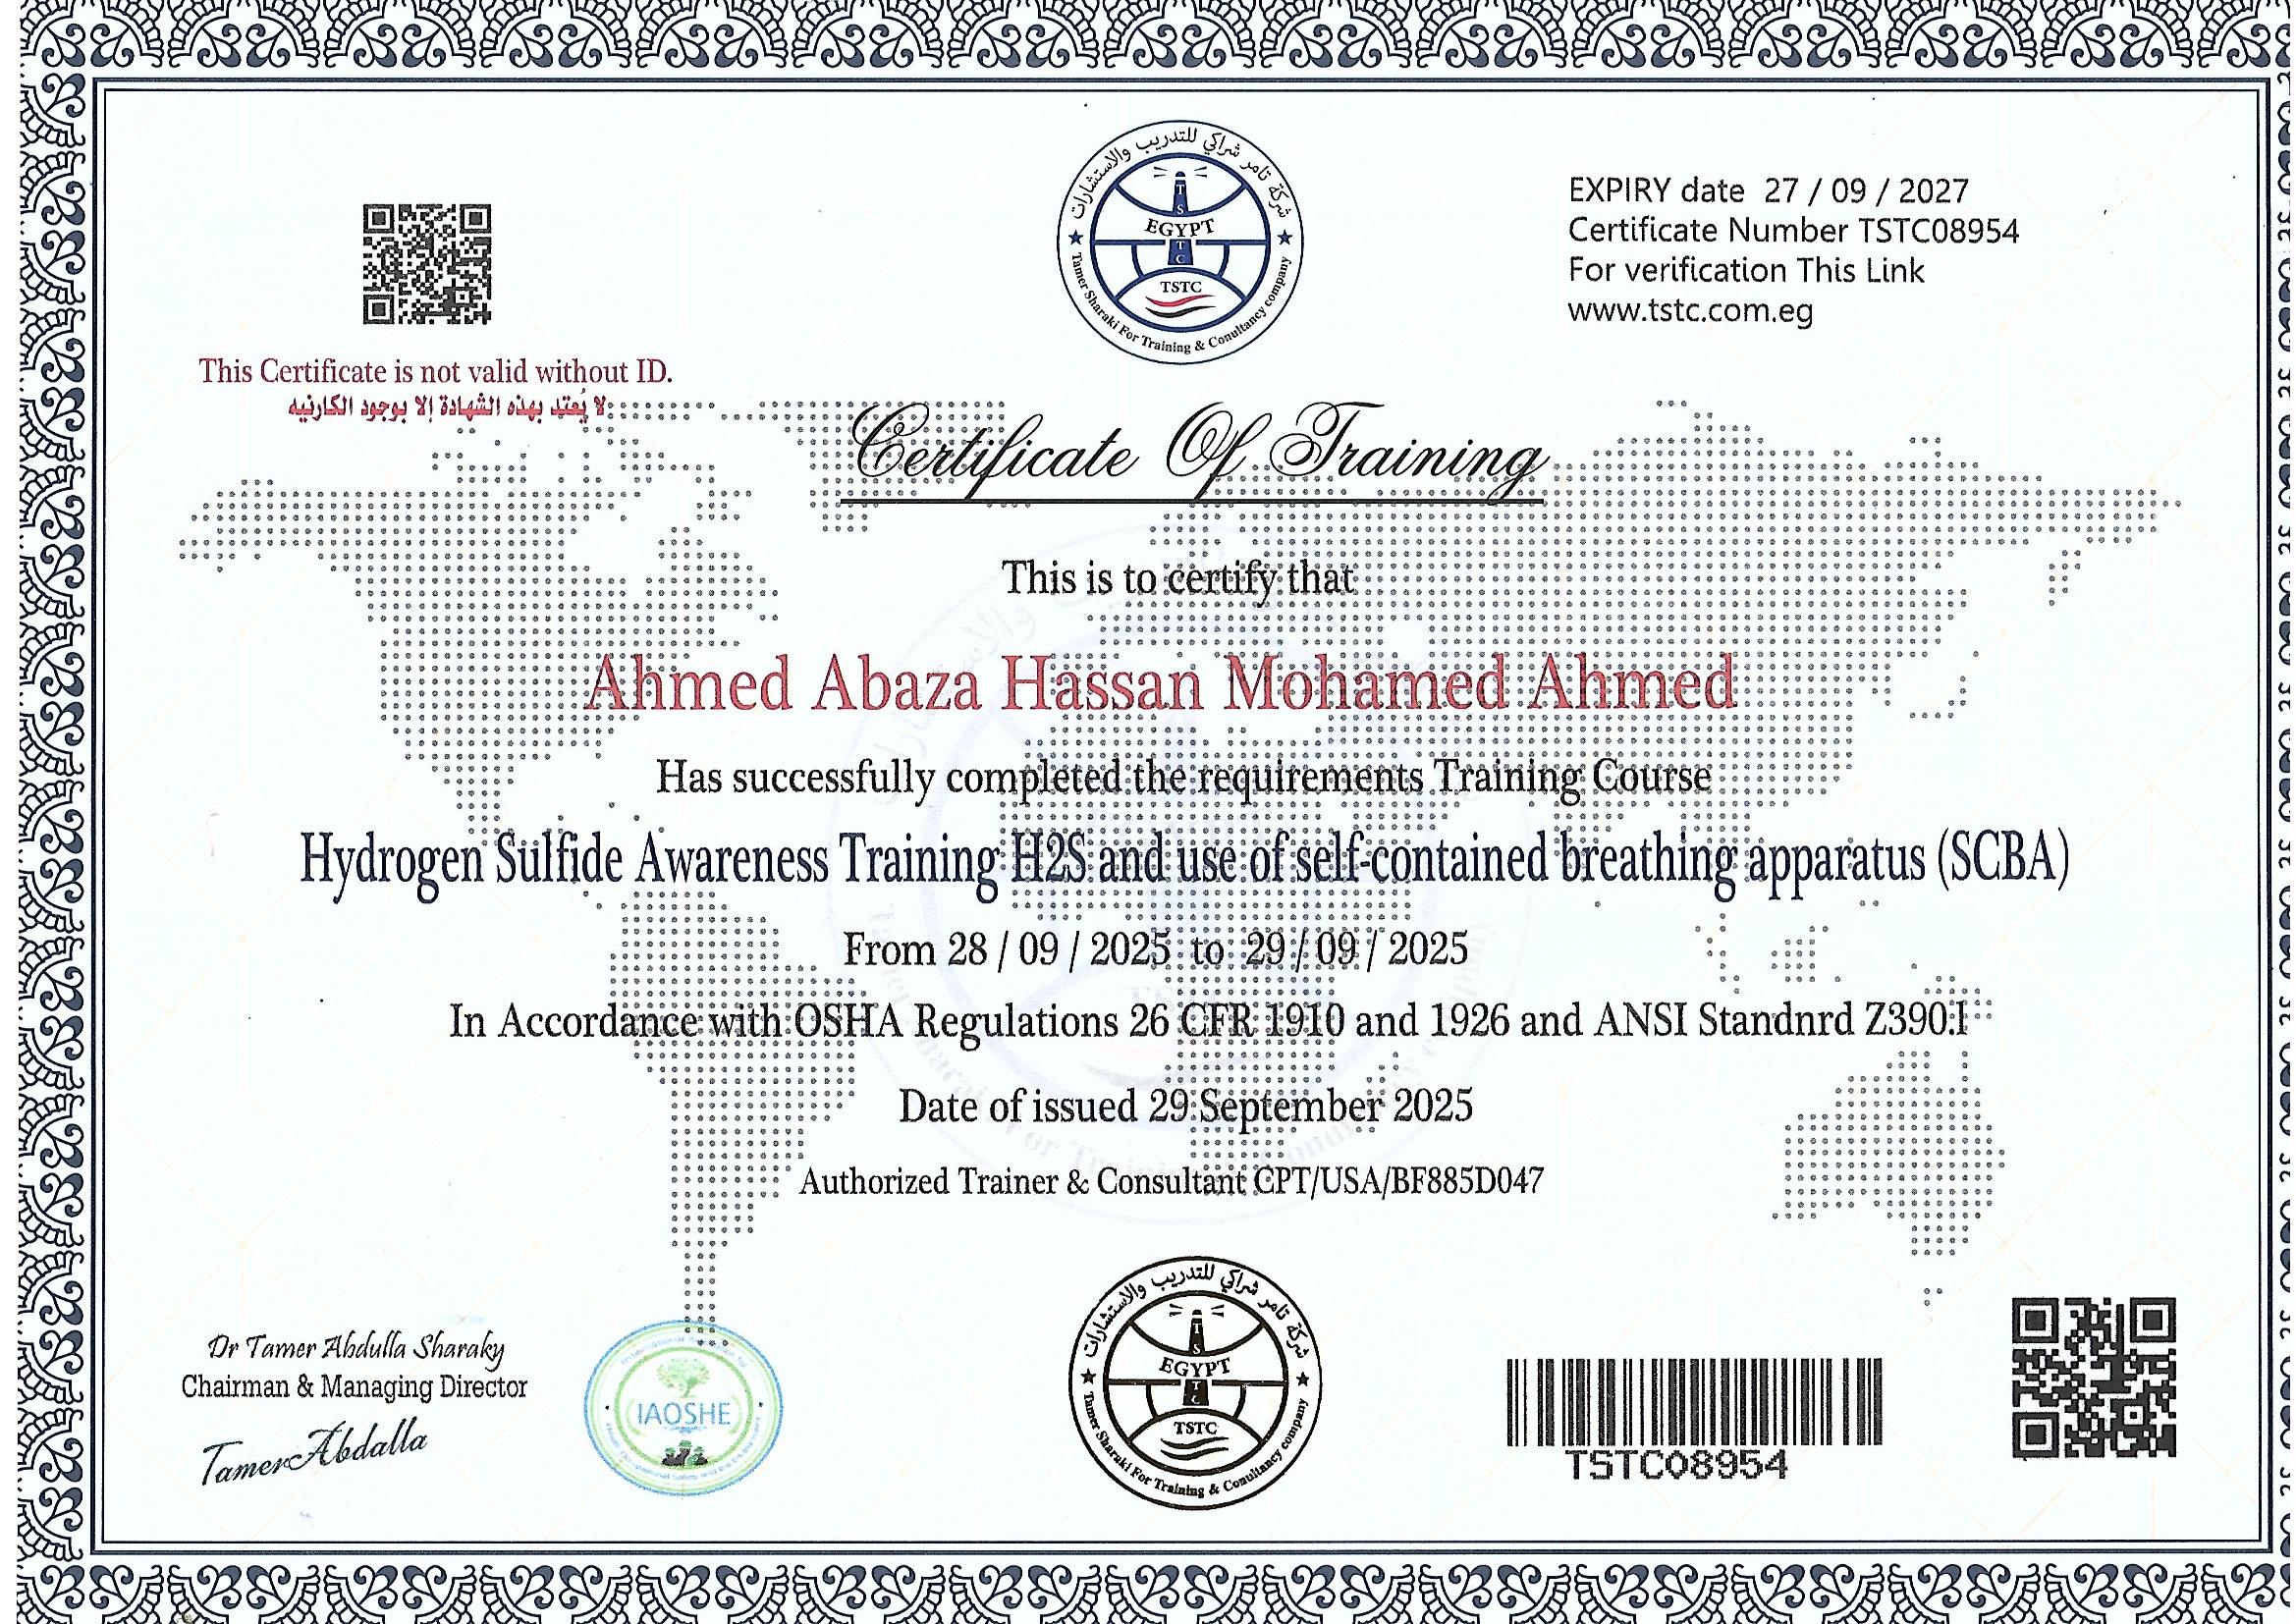 شركة تامر شراكي للتدريب والاستشارات
T
S
EGYPT
T
C
TSTC
Tamer Sharaki For Training & Conultancy company
EXPIRY date 27 / 09 / 2027
Certificate Number TSTC08954
For verification This Link
www.tstc.com.eg
This Certificate is not valid without ID.
لا يُعتد بهذه الشهادة إلا بوجود الكارنيه
Certificate Of Training
This is to certify that
Ahmed Abaza Hassan Mohamed Ahmed
Has successfully completed the requirements Training Course
Hydrogen Sulfide Awareness Training H2S and use of self-contained breathing apparatus (SCBA)
From 28 / 09 / 2025 to 29 / 09 / 2025
In Accordance with OSHA Regulations 26 CFR 1910 and 1926 and ANSI Standnrd Z390.I
Date of issued 29 September 2025
Authorized Trainer & Consultant CPT/USA/BF885D047
Dr Tamer Abdulla Sharaky
Chairman & Managing Director
Tamer Abdalla
IAOSHE
شركة تامر شراكي للتدريب والاستشارات
T
S
EGYPT
T
C
TSTC
Tamer Sharaki For Training & Conultancy company
TSTC08954